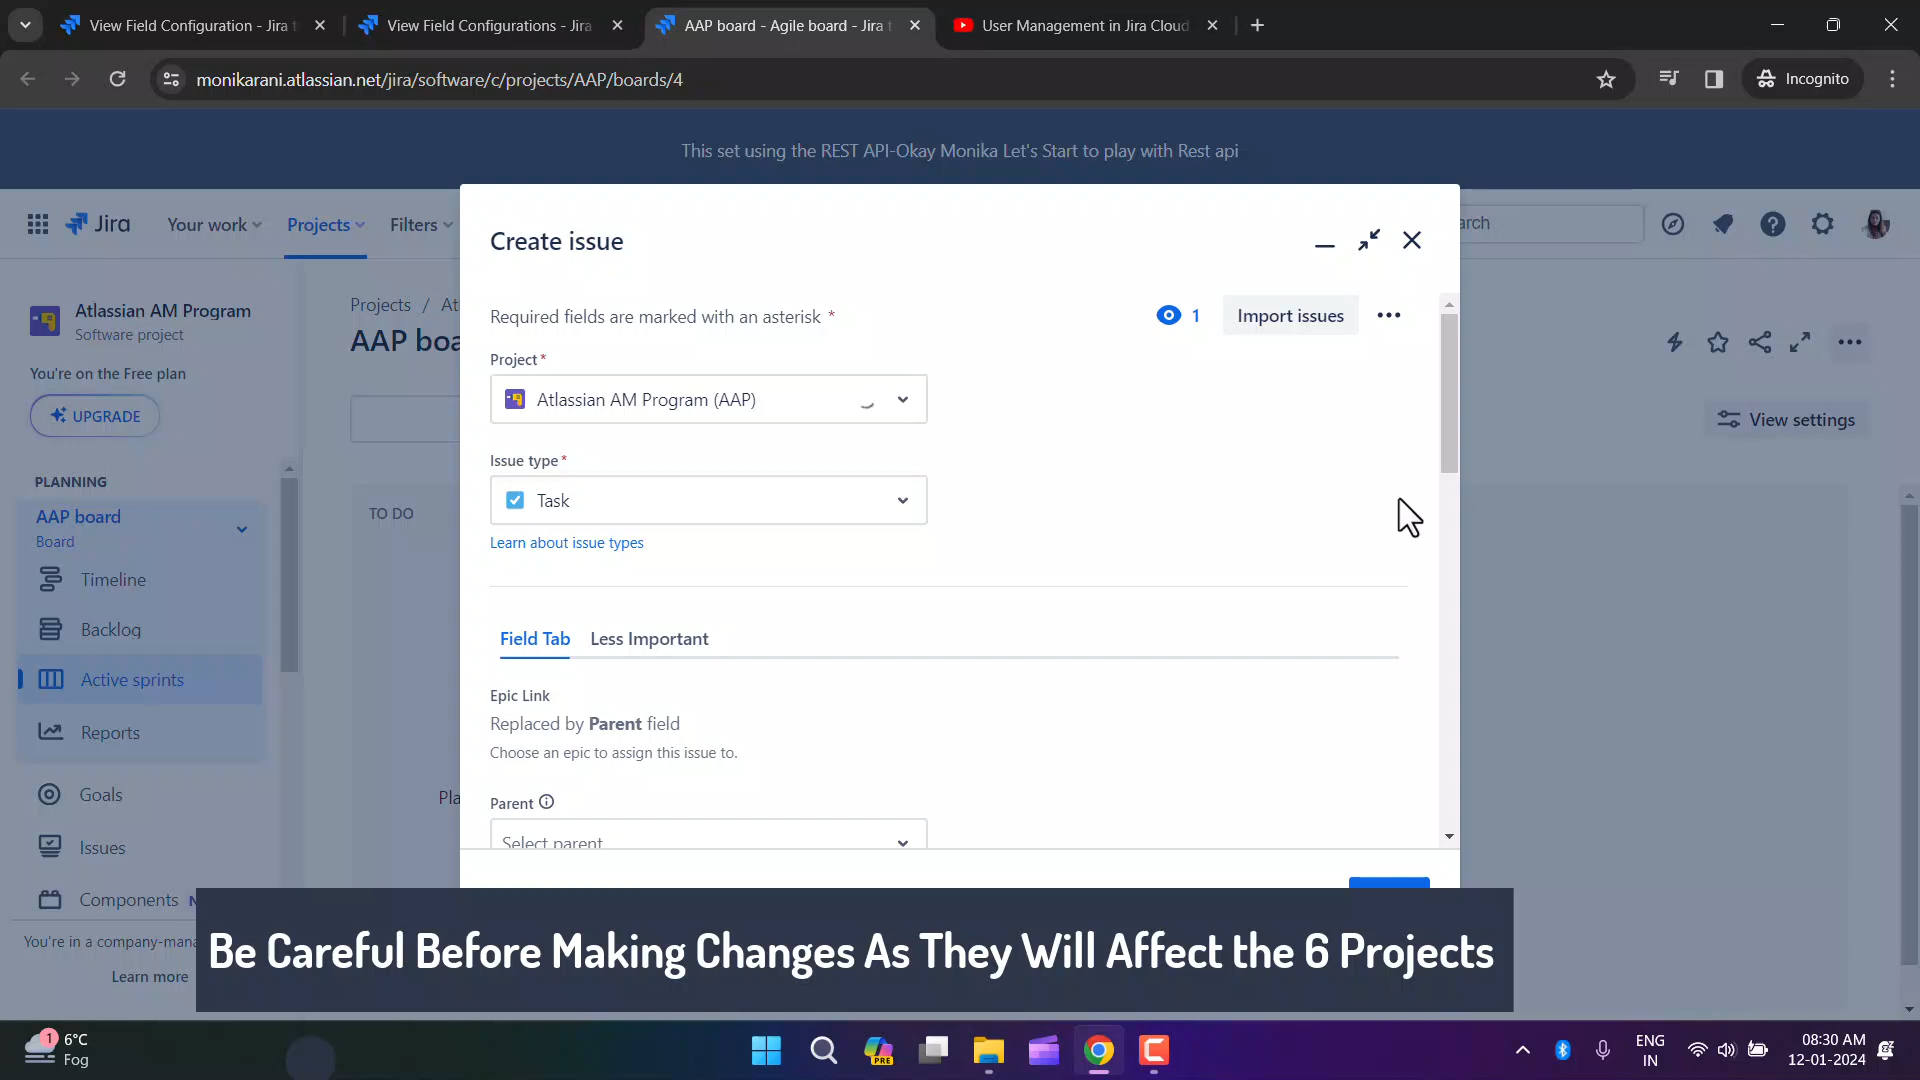 View Field Configuration - Jira
View Field Configurations - Jira
AAP board - Agile board - Jira
User Management in Jira Cloud
monikarani.atlassian.net/jira/software/c/projects/AAP/boards/4
Incognito
This set using the REST API-Okay Monika Let's Start to play with Rest api
Jira
Your work
Projects
Filters
arch
Atlassian AM Program
Software project
You're on the Free plan
UPGRADE
PLANNING
AAP board
Board
Timeline
Backlog
Active sprints
Reports
Goals
Issues
Components
You're in a company-mana
Learn more
Projects / At
AAP boa
View settings
TO DO
Pla
Create issue
Required fields are marked with an asterisk *
1
Import issues
Project*
Atlassian AM Program (AAP)
Issue type*
Task
Learn about issue types
Field Tab
Less Important
Epic Link
Replaced by Parent field
Choose an epic to assign this issue to.
Parent
Select parent
Be Careful Before Making Changes As They Will Affect the 6 Projects
1
6°C
Fog
PRE
ENG
IN
08:30 AM
12-01-2024